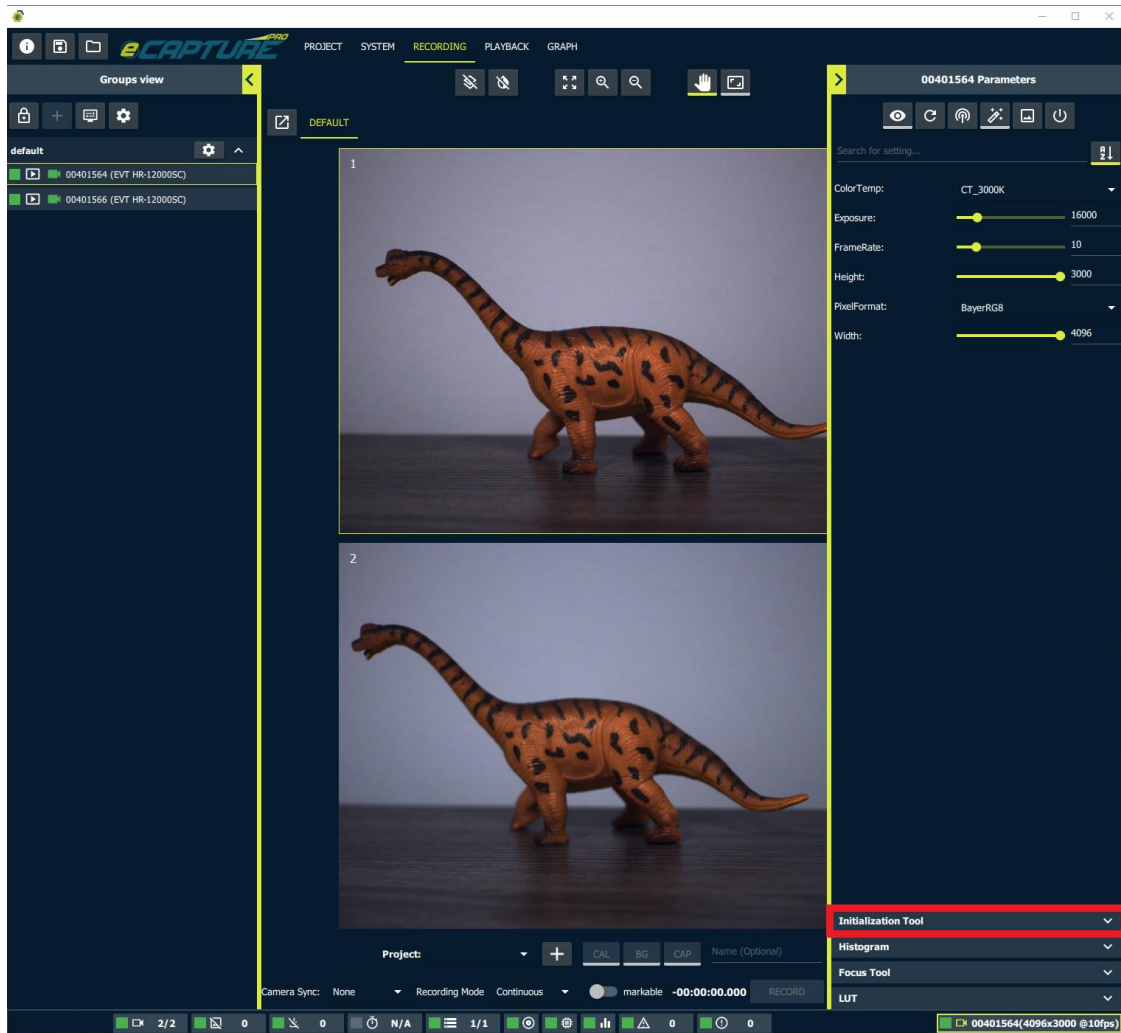 eCAPTURE PRO PROJECT SYSTEM RECORDING PLAYBACK GRAPH
Groups view
00401564 Parameters
DEFAULT
default
00401564 (EVT HR-12000SC)
00401566 (EVT HR-12000SC)
1
2
Search for setting...
ColorTemp: CT_3000K
Exposure: 16000
FrameRate: 10
Height: 3000
PixelFormat: BayerRG8
Width: 4096
Initialization Tool
Histogram
Focus Tool
LUT
Project: CAL BG CAP Name (Optional)
Camera Sync: None Recording Mode Continuous markable -00:00:00.000 RECORD
2/2 0 0 N/A 1/1 0 0 00401564(4096x3000 @10fps)